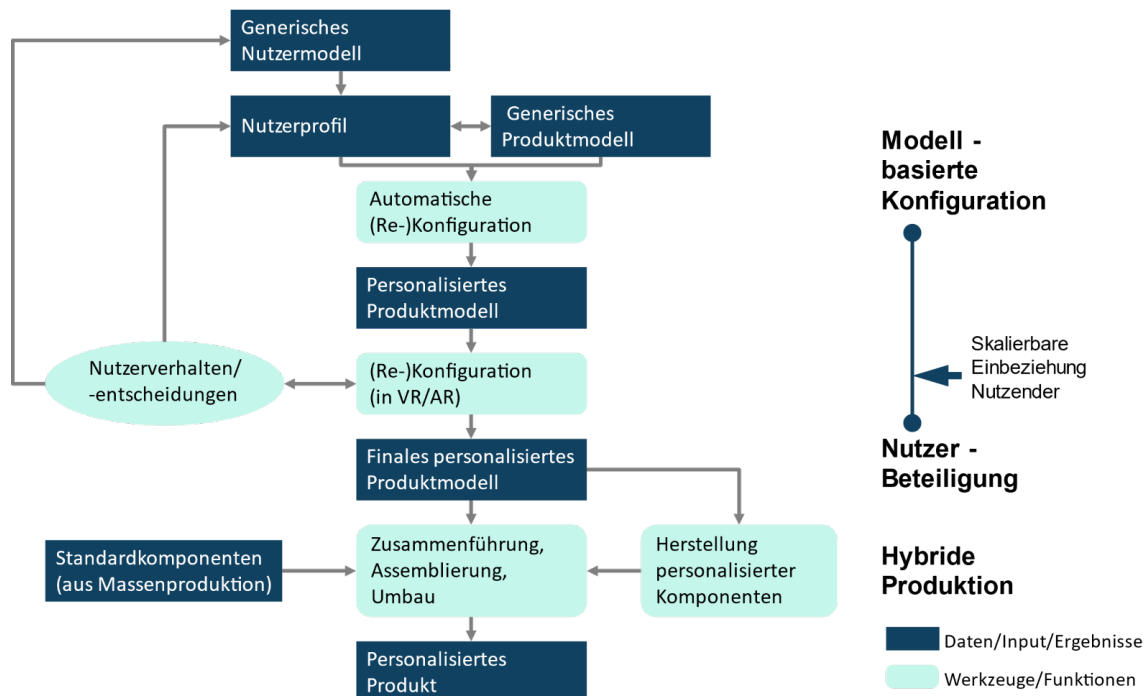 Generisches
Nutzermodell
Nutzerprofil
Generisches
Produktmodell
Automatische
(Re-)Konfiguration
Personalisiertes
Produktmodell
Nutzerverhalten/
-entscheidungen
(Re-)Konfiguration
(in VR/AR)
Finales personalisiertes
Produktmodell
Standardkomponenten
(aus Massenproduktion)
Zusammenführung,
Assemblierung,
Umbau
Herstellung
personalisierter
Komponenten
Personalisiertes
Produkt
Modell -
basierte
Konfiguration
Skalierbare
Einbeziehung
Nutzender
Nutzer -
Beteiligung
Hybride
Produktion
Daten/Input/Ergebnisse
Werkzeuge/Funktionen